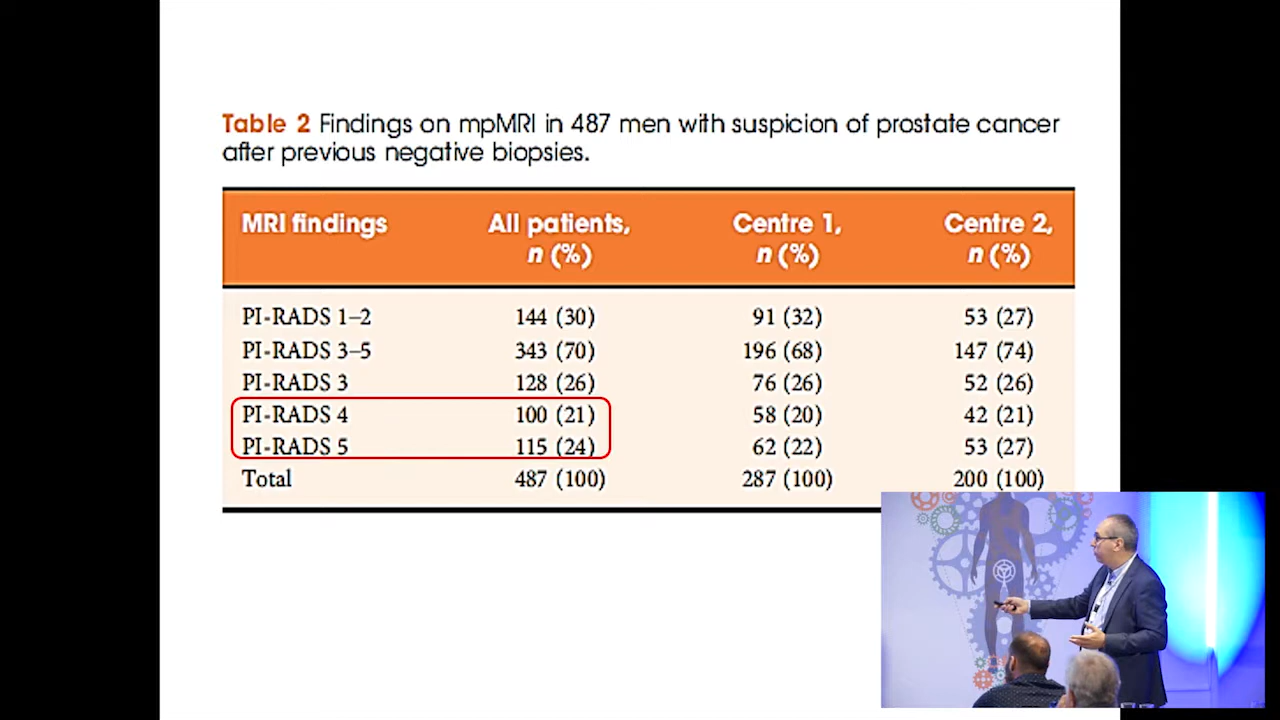 Table 2 Findings on mpMRI in 487 men with suspicion of prostate cancer
after previous negative biopsies.
MRI findings All patients, Centre 1, Centre 2,
n (%) n (%) n (%)
PI-RADS 1–2 144 (30) 91 (32) 53 (27)
PI-RADS 3–5 343 (70) 196 (68) 147 (74)
PI-RADS 3 128 (26) 76 (26) 52 (26)
PI-RADS 4 100 (21) 58 (20) 42 (21)
PI-RADS 5 115 (24) 62 (22) 53 (27)
Total 487 (100) 287 (100) 200 (100)